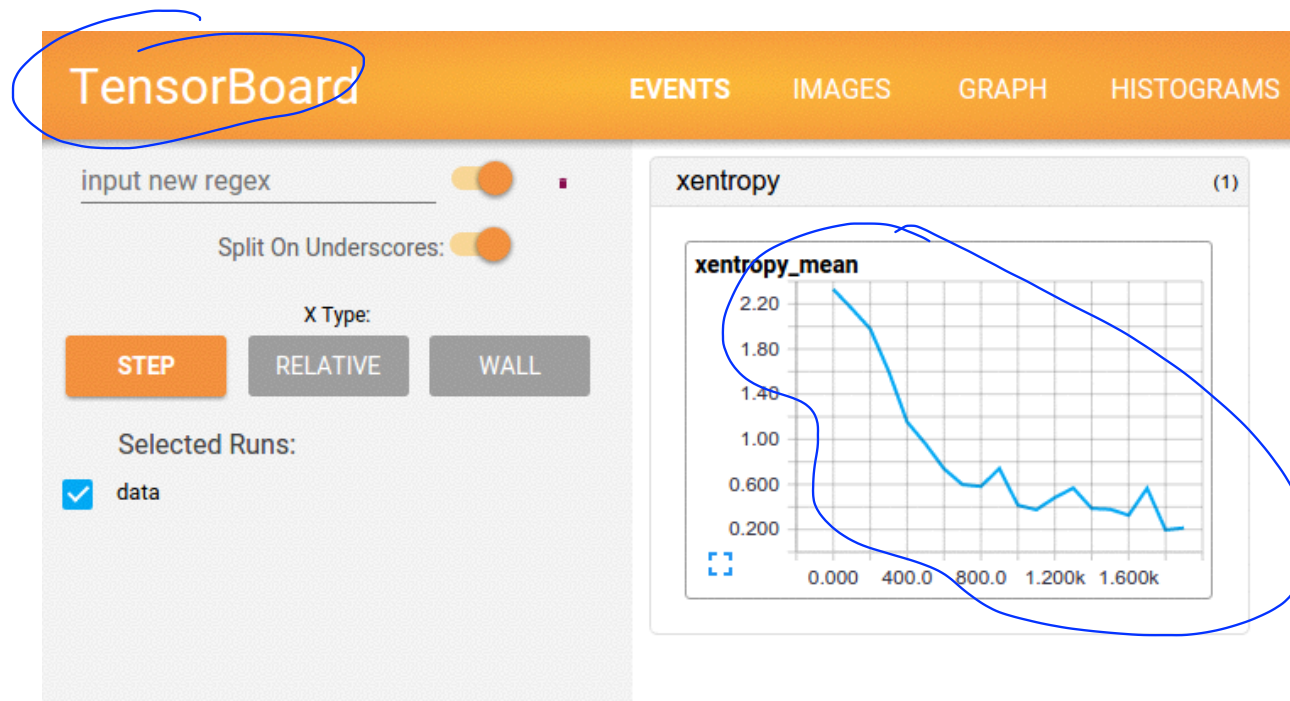 TensorBoard EVENTS IMAGES GRAPH HISTOGRAMS
input new regex
Split On Underscores:
X Type:
STEP RELATIVE WALL
Selected Runs:
data
xentropy (1)
xentropy_mean
2.20
1.80
1.40
1.00
0.600
0.200
0.000 400.0 800.0 1.200k 1.600k